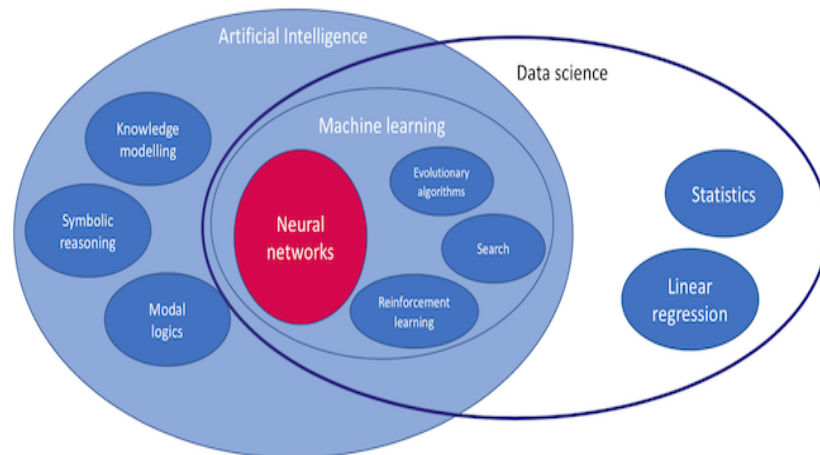 Artificial Intelligence
Data science
Knowledge
modelling
Machine learning
Evolutionary
algorithms
Statistics
Symbolic
reasoning
Neural
networks
Search
Modal
logics
Reinforcement
learning
Linear
regression